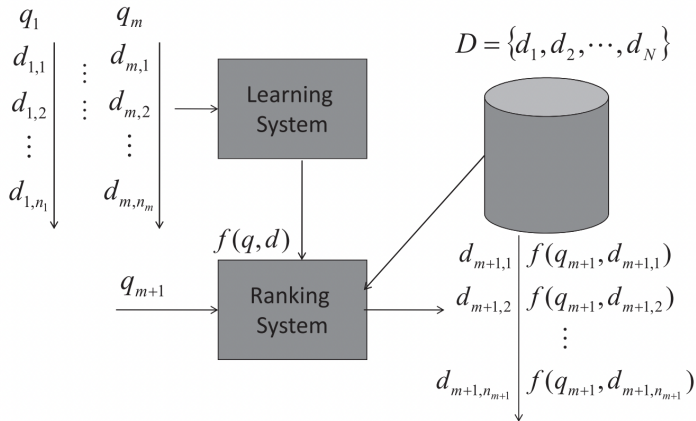 q_1 q_m
d_{1,1} ⋮ d_{m,1}
d_{1,2} ⋮ d_{m,2}
⋮ ⋮
d_{1,n_1} d_{m,n_m}
Learning
System
D = {d_1, d_2, ⋯, d_N}
f(q,d)
q_{m+1}
Ranking
System
d_{m+1,1} f(q_{m+1}, d_{m+1,1})
d_{m+1,2} f(q_{m+1}, d_{m+1,2})
⋮
d_{m+1,n_{m+1}} f(q_{m+1}, d_{m+1,n_{m+1}})